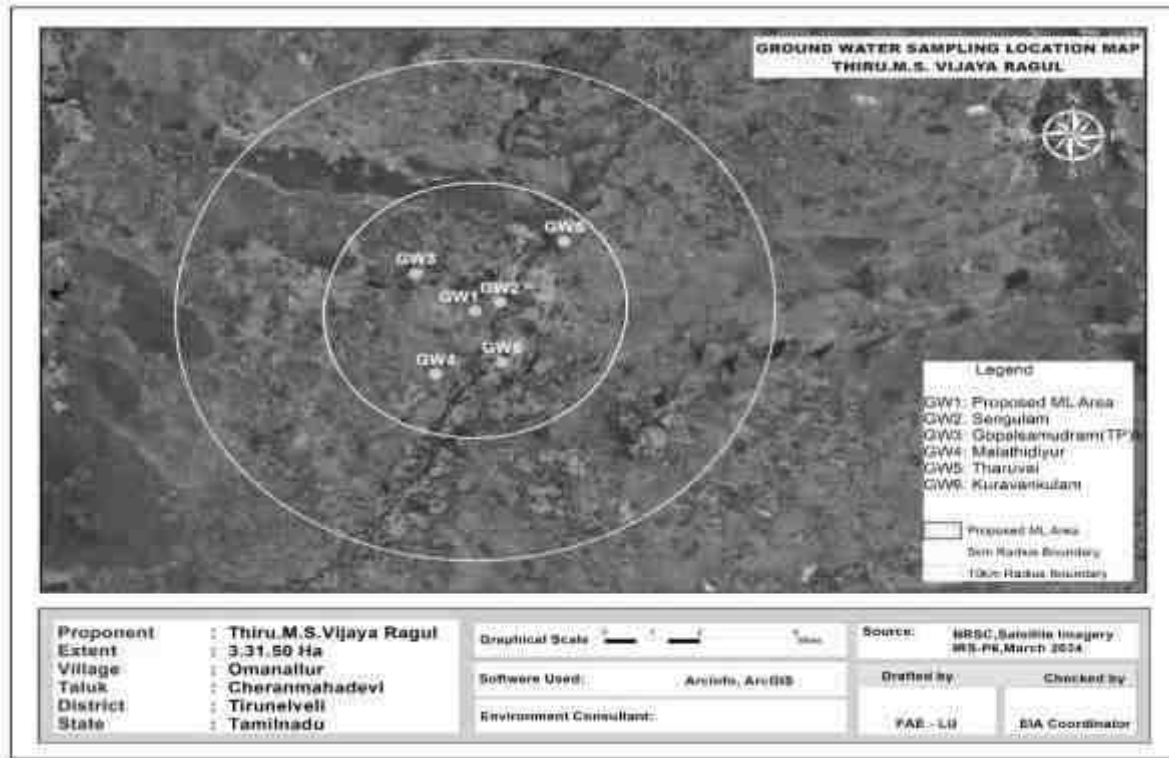 GROUND WATER SAMPLING LOCATION MAP
THIRU.M.S. VIJAYA RAGUL
GW3
GW1
GW2
GW4
Legend
GW1: Proposed ML Area
GW2: Sengulam
GW3: Gopalsamudram(TP)
GW4: Malathidiyur
GW5: Tharuvai
GW6: Kuravankulam
Proposed ML Area
5km Radius Boundary
10km Radius Boundary
Proponent : Thiru.M.S.Vijaya Ragul
Extent : 3.31.50 Ha
Village : Omanallur
Taluk : Cheranmahadevi
District : Tirunelveli
State : Tamilnadu
Graphical Scale
Software Used: Arcinfo, ArcGIS
Environment Consultant:
Source: NRSC,Satellite Imagery
IRS-P6,March 2024
Drafted by
FAE - LU
Checked by
EIA Coordinator